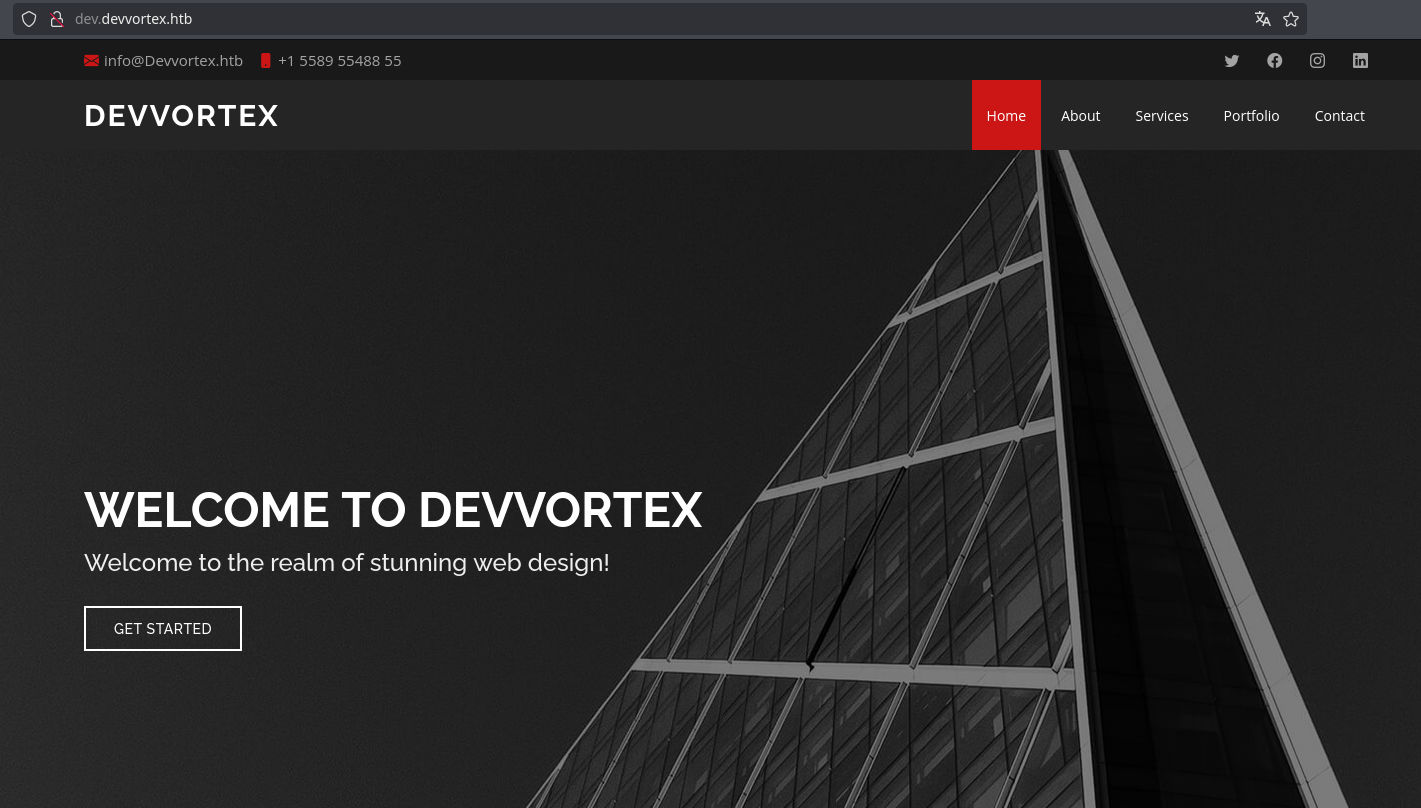 dev.devvortex.htb
info@Devvortex.htb +1 5589 55488 55
DEVVORTEX
Home About Services Portfolio Contact
WELCOME TO DEVVORTEX
Welcome to the realm of stunning web design!
GET STARTED